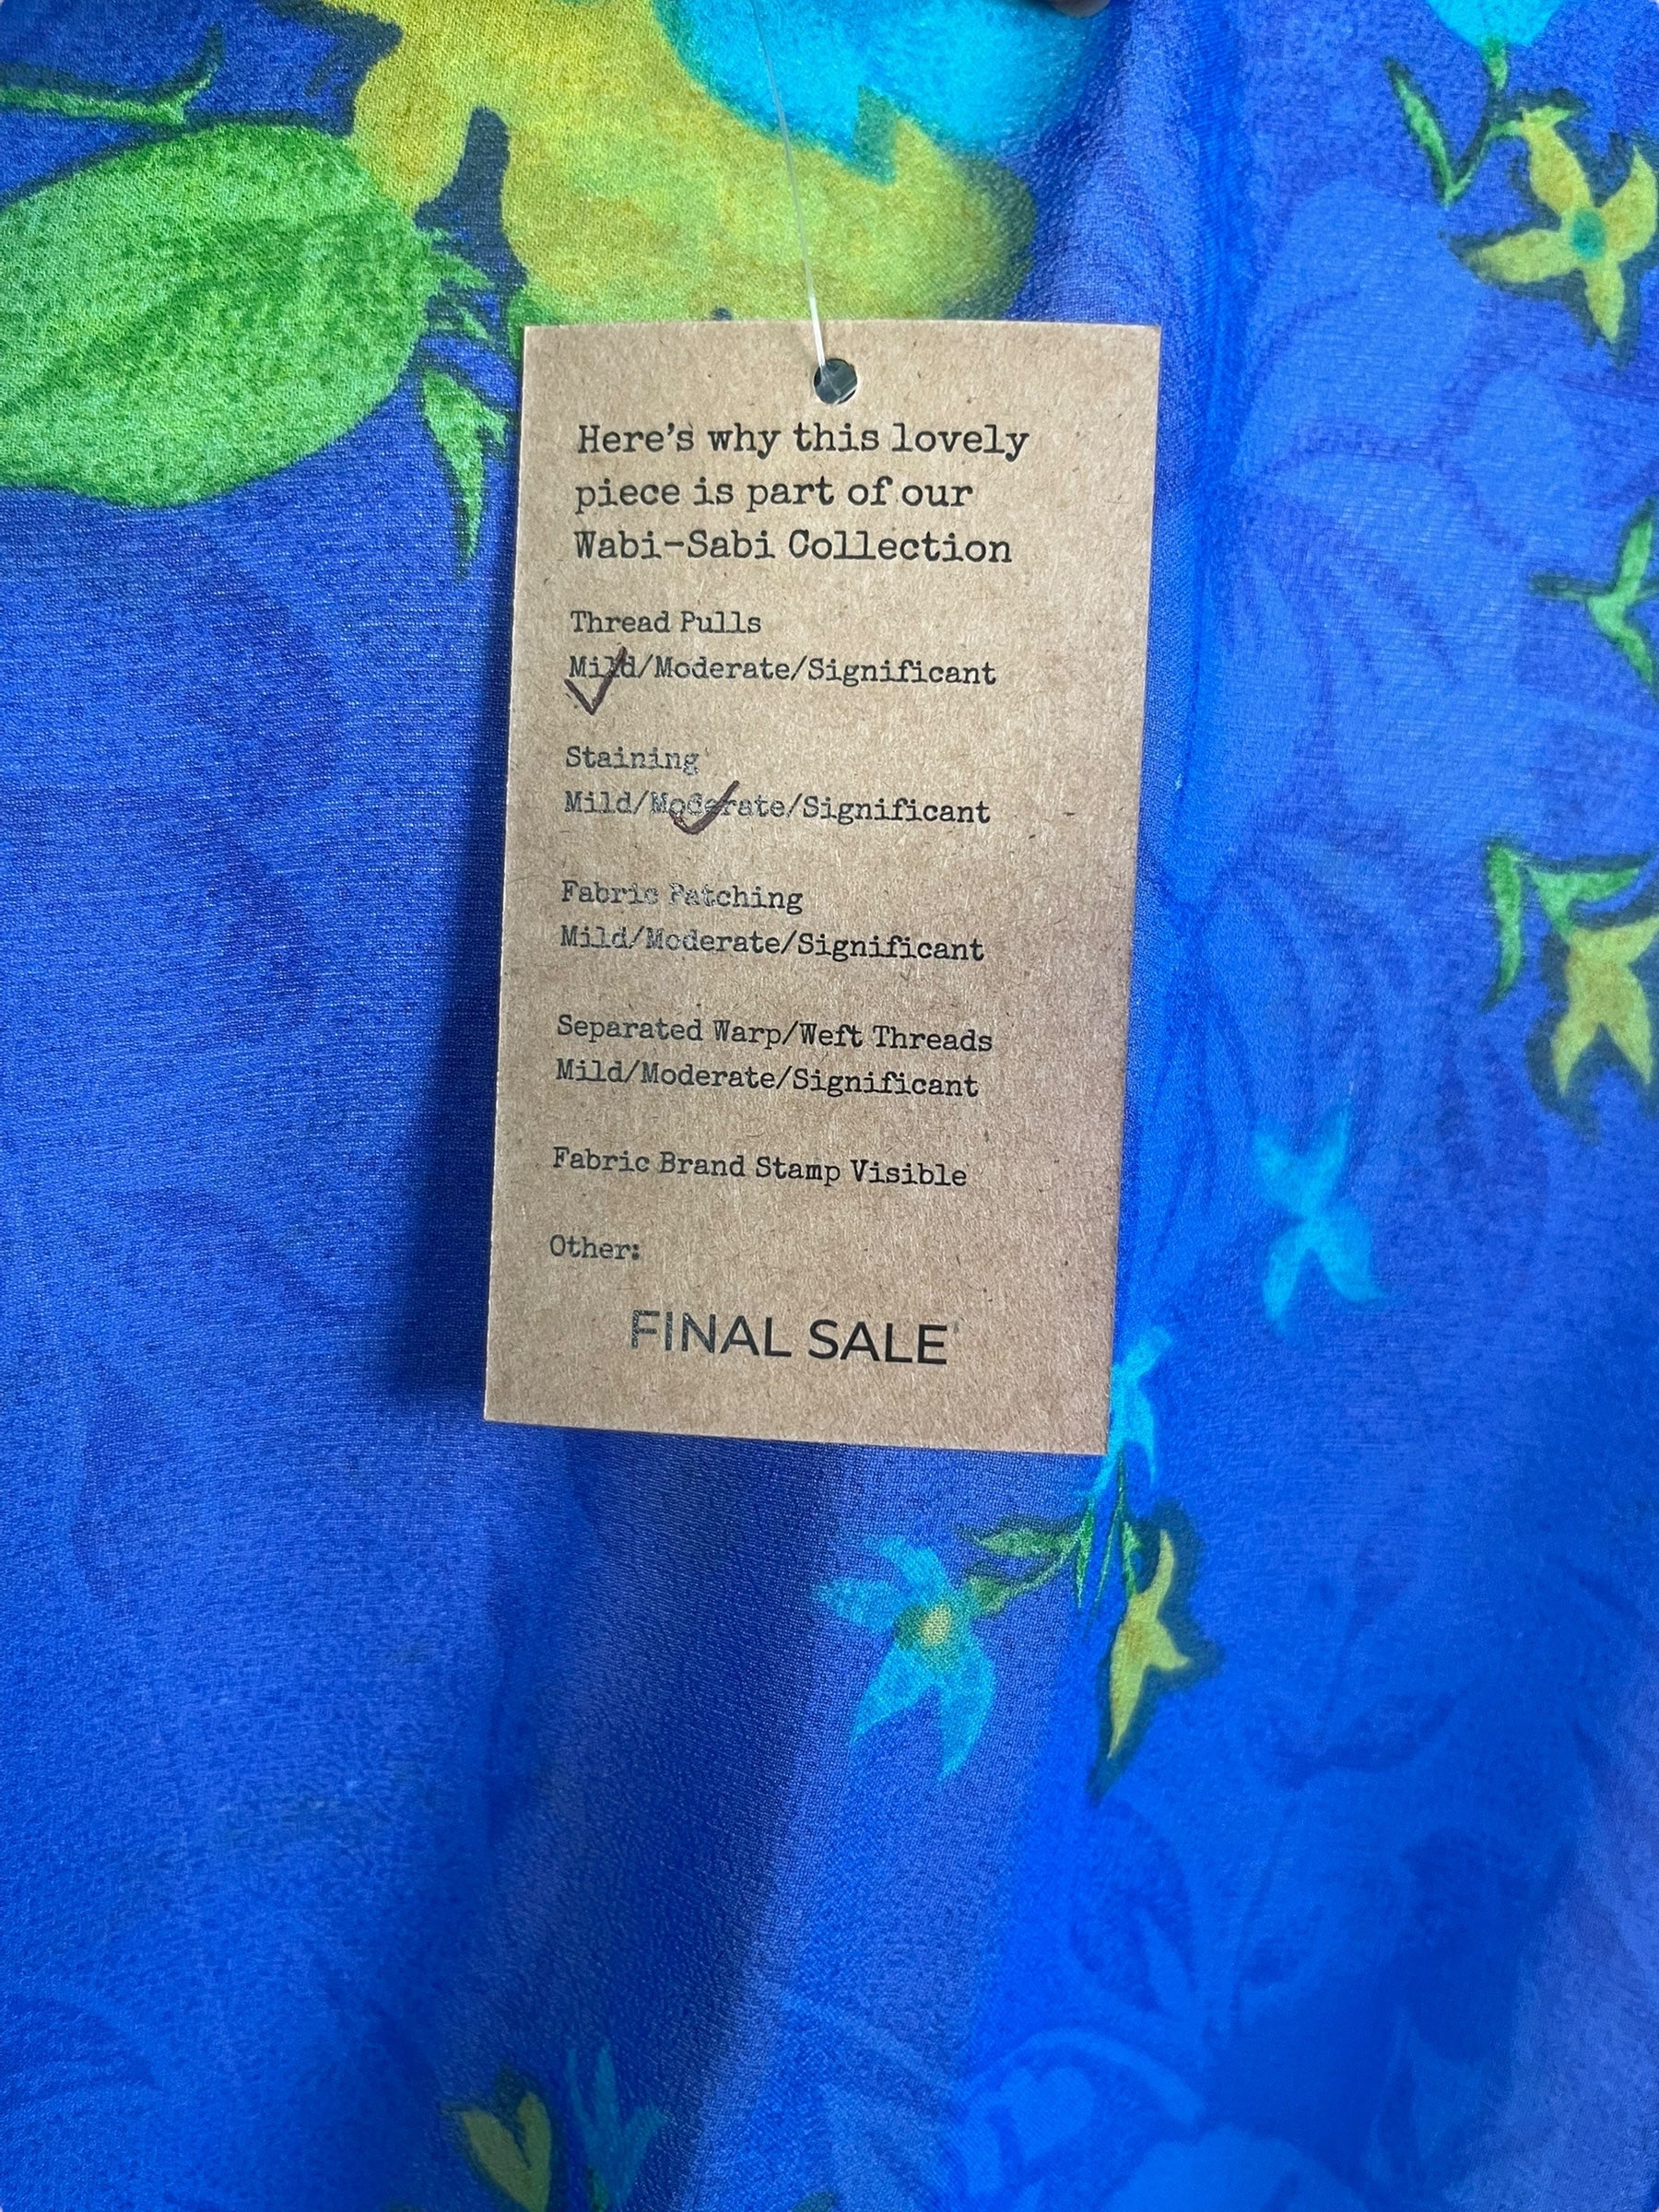 Here's why this lovely
piece is part of our
Wabi-Sabi Collection
Thread Pulls
Mild/Moderate/Significant
Staining
Mild/Moderate/Significant
Fabric Patching
Mild/Moderate/Significant
Separated Warp/Weft Threads
Mild/Moderate/Significant
Fabric Brand Stamp Visible
Other:
FINAL SALE